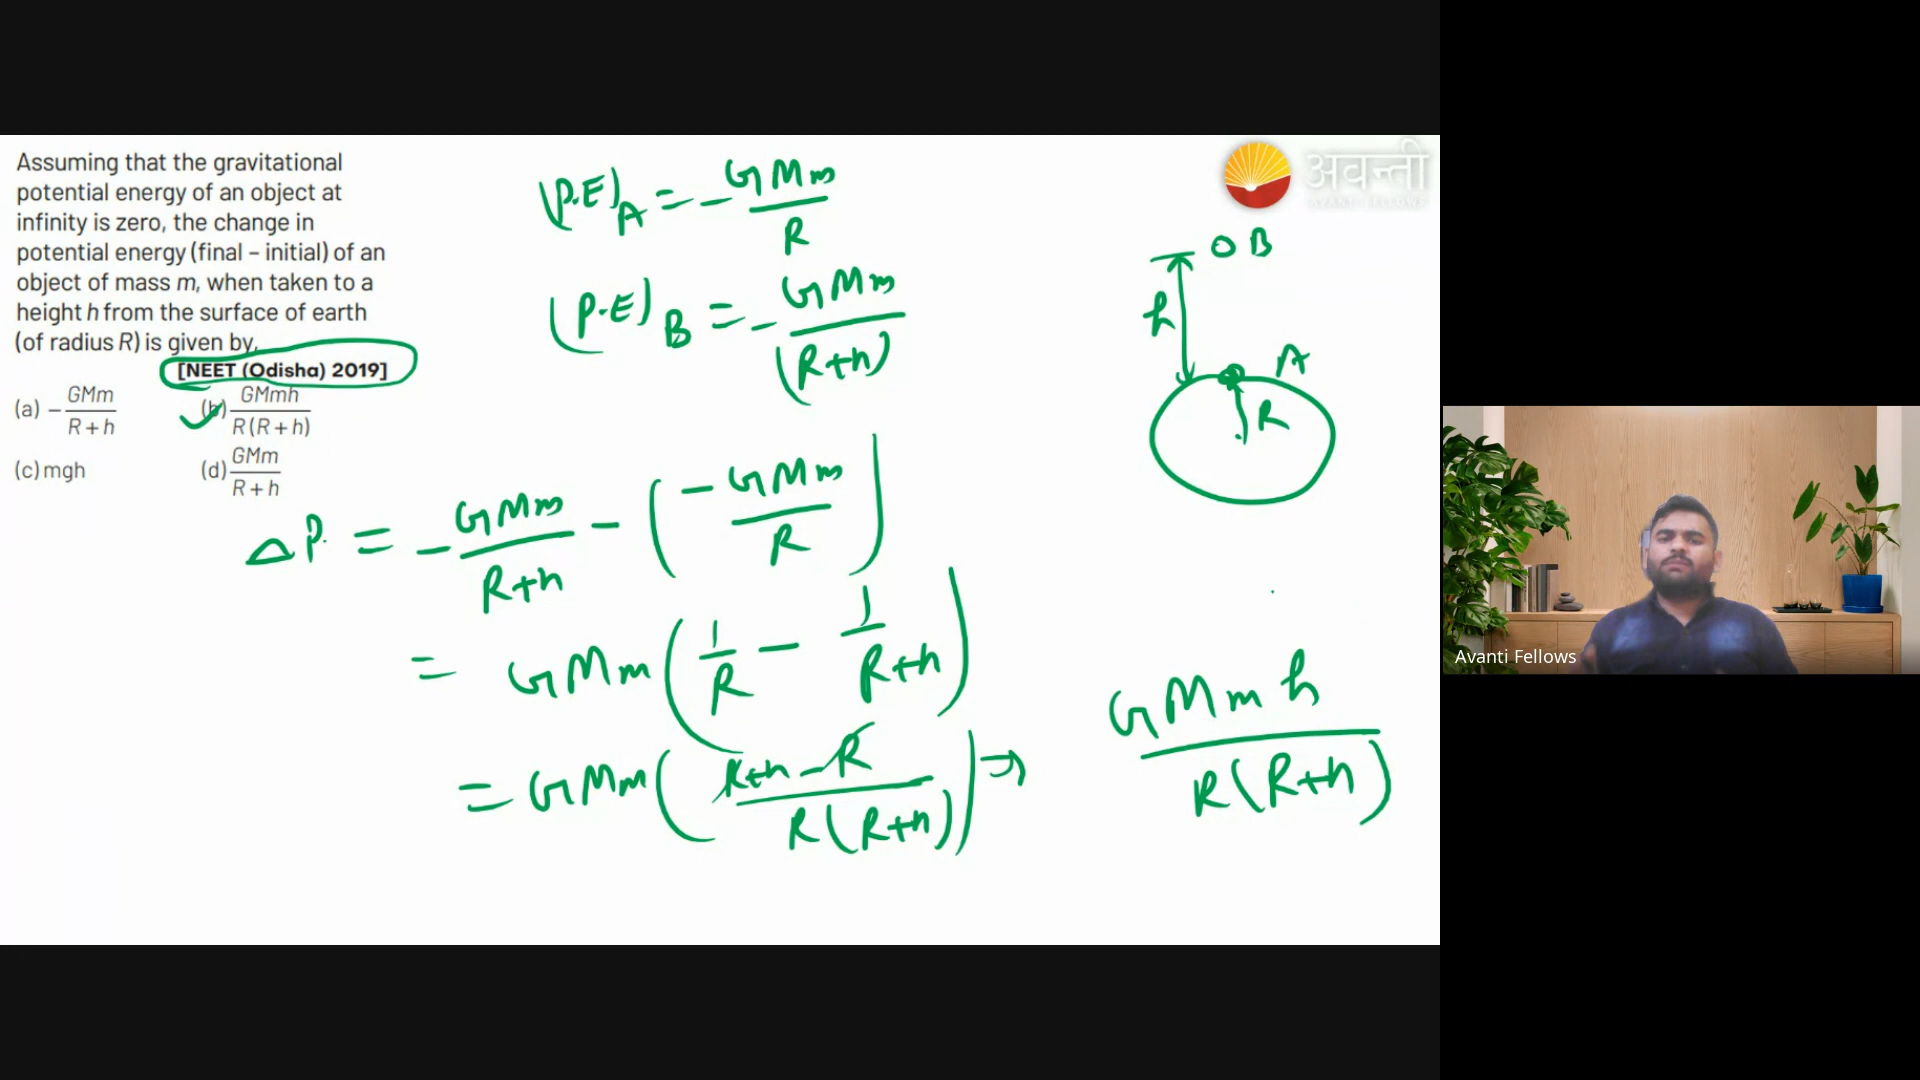 Assuming that the gravitational
potential energy of an object at
infinity is zero, the change in
potential energy (final – initial) of an
object of mass m, when taken to a
height h from the surface of earth
(of radius R) is given by,
[NEET (Odisha) 2019]
(a) − GMm / R + h (b) GMmh / R (R + h)
(c) mgh (d) GMm / R + h
(P.E)A = − GMm / R
(P.E)B = − GMm / (R+h)
ΔP. = − GMm / R+h − (− GMm / R)
= GMm (1/R − 1/R+h)
= GMm (R+h − R / R(R+h)) →
GMmh / R(R+h)
अवन्ती
AVANTI FELLOWS
B
h
A
R
Avanti Fellows